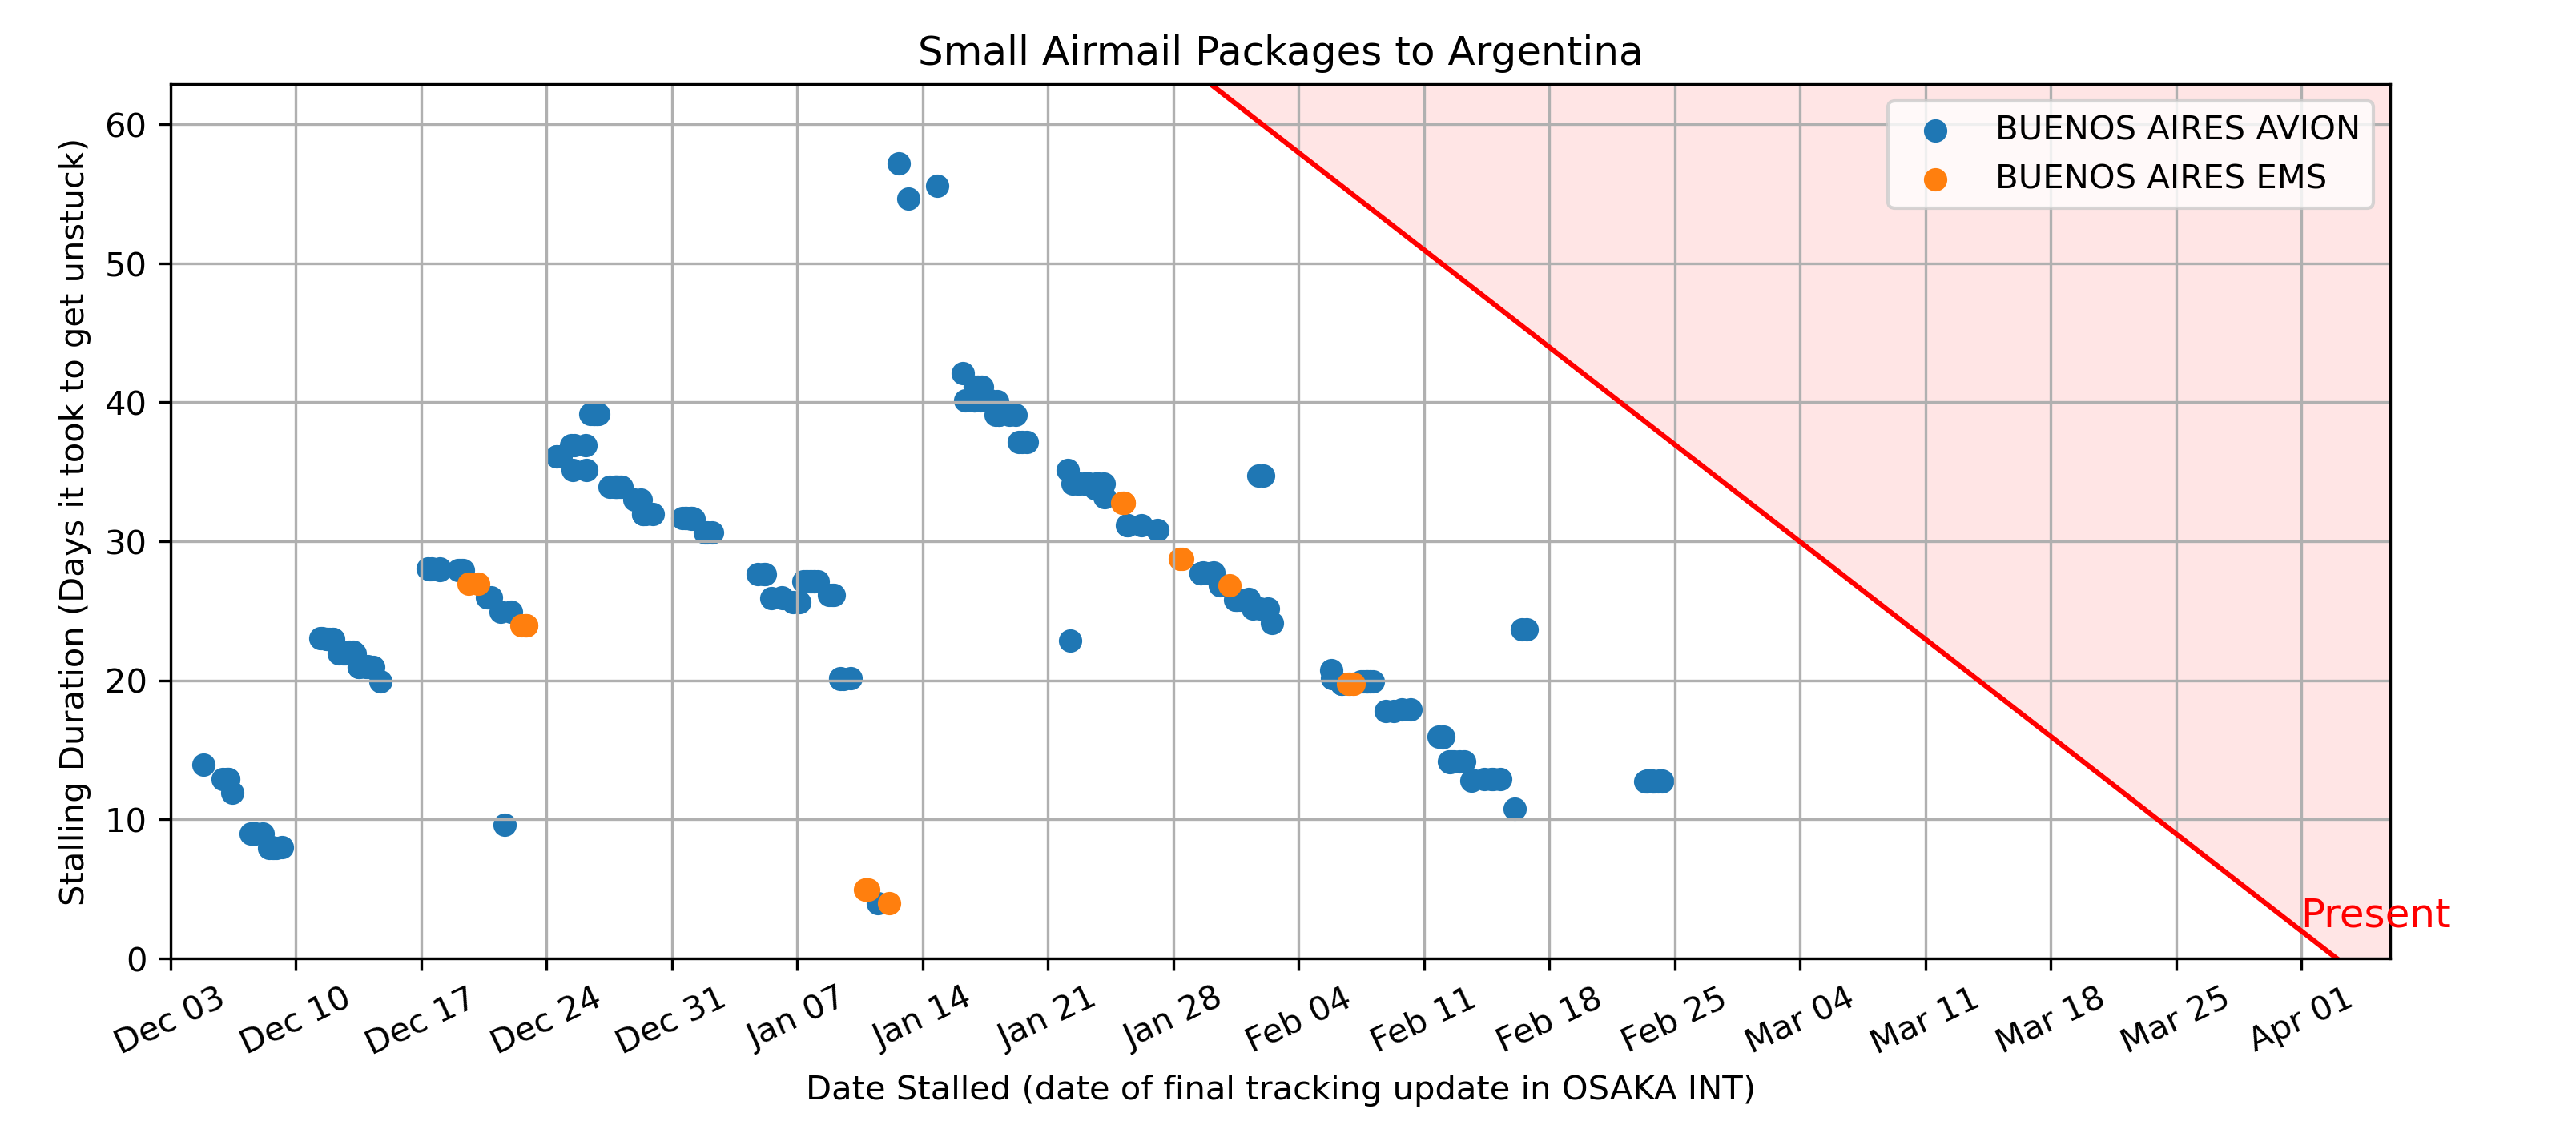 Small Airmail Packages to Argentina
BUENOS AIRES AVION
BUENOS AIRES EMS
Stalling Duration (Days it took to get unstuck)
60
50
40
30
20
10
0
Present
Dec 03
Dec 10
Dec 17
Dec 24
Dec 31
Jan 07
Jan 14
Jan 21
Jan 28
Feb 04
Feb 11
Feb 18
Feb 25
Mar 04
Mar 11
Mar 18
Mar 25
Apr 01
Date Stalled (date of final tracking update in OSAKA INT)